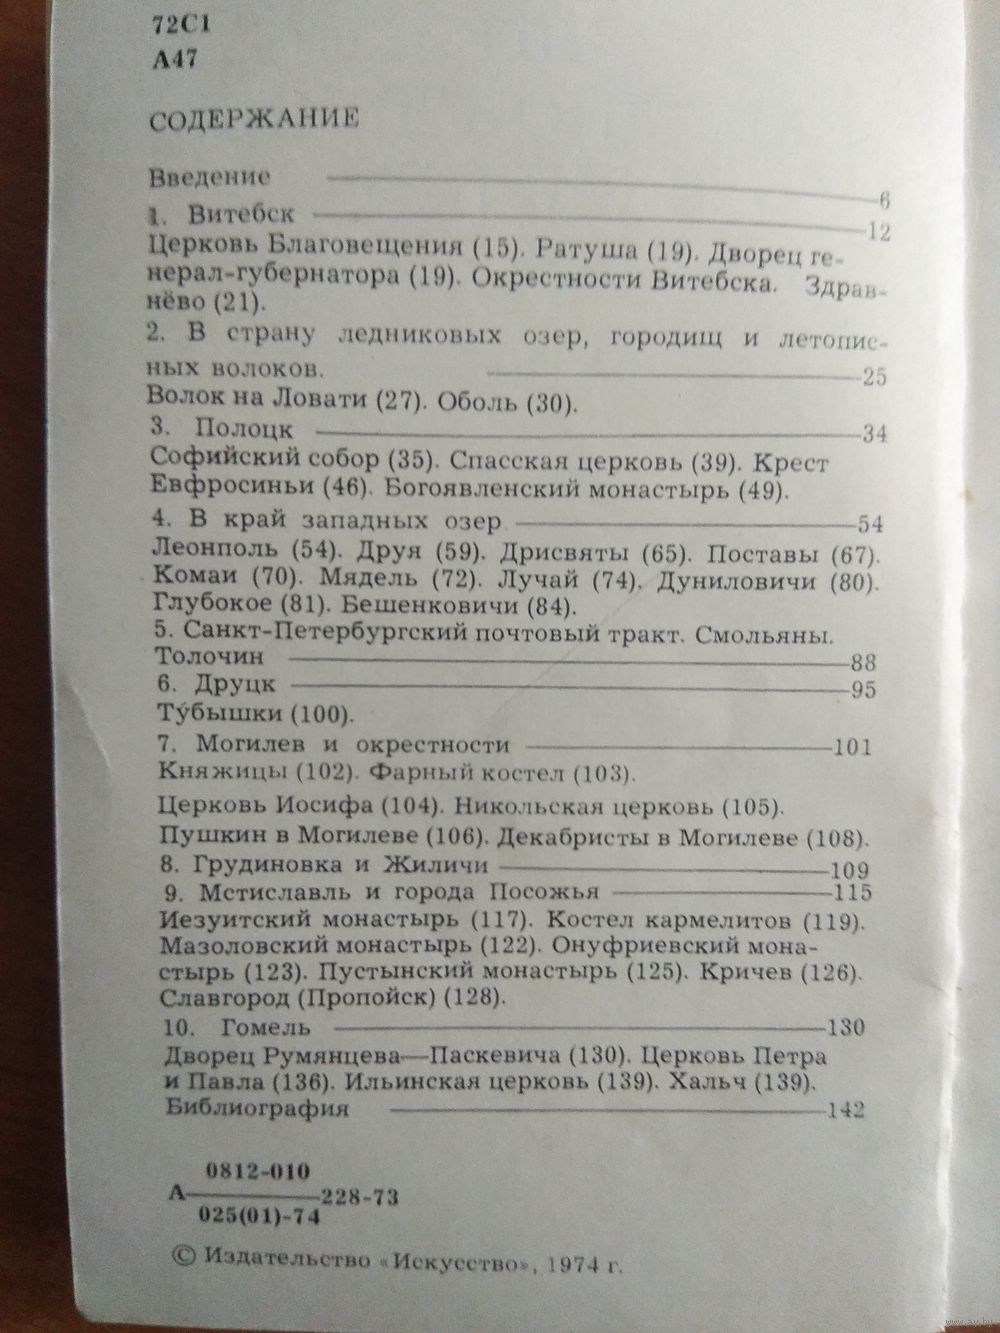 72С1
А47
СОДЕРЖАНИЕ
Введение 6
1. Витебск 12
Церковь Благовещения (15). Ратуша (19). Дворец ге-
нерал-губернатора (19). Окрестности Витебска. Здрав-
нёво (21).
2. В страну ледниковых озер, городищ и летопис-
ных волоков. 25
Волок на Ловати (27). Оболь (30).
3. Полоцк 34
Софийский собор (35). Спасская церковь (39). Крест
Евфросиньи (46). Богоявленский монастырь (49).
4. В край западных озер 54
Леонполь (54). Друя (59). Дрисвяты (65). Поставы (67).
Комаи (70). Мядель (72). Лучай (74). Дуниловичи (80).
Глубокое (81). Бешенковичи (84).
5. Санкт-Петербургский почтовый тракт. Смольяны.
Толочин 88
6. Друцк 95
Ту́бышки (100).
7. Могилев и окрестности 101
Княжицы (102). Фарный костел (103).
Церковь Иосифа (104). Никольская церковь (105).
Пушкин в Могилеве (106). Декабристы в Могилеве (108).
8. Грудиновка и Жиличи 109
9. Мстиславль и города Посожья 115
Иезуитский монастырь (117). Костел кармелитов (119).
Мазоловский монастырь (122). Онуфриевский мона-
стырь (123). Пустынский монастырь (125). Кричев (126).
Славгород (Пропойск) (128).
10. Гомель 130
Дворец Румянцева—Паскевича (130). Церковь Петра
и Павла (136). Ильинская церковь (139). Хальч (139).
Библиография 142
0812-010
А 228-73
025(01)-74
© Издательство «Искусство», 1974 г.
www.ay.by